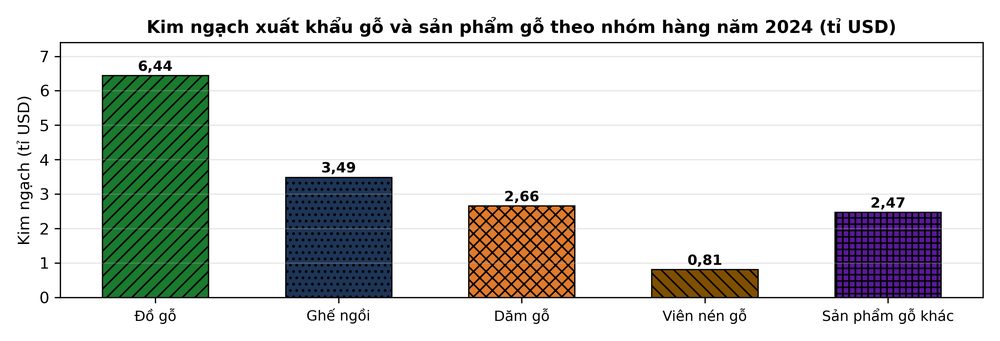 Kim ngạch xuất khẩu gỗ và sản phẩm gỗ theo nhóm hàng năm 2024 (tỉ USD)
Kim ngạch (tỉ USD)
7
6
5
4
3
2
1
0
6,44
3,49
2,66
0,81
2,47
Đồ gỗ
Ghế ngồi
Dăm gỗ
Viên nén gỗ
Sản phẩm gỗ khác